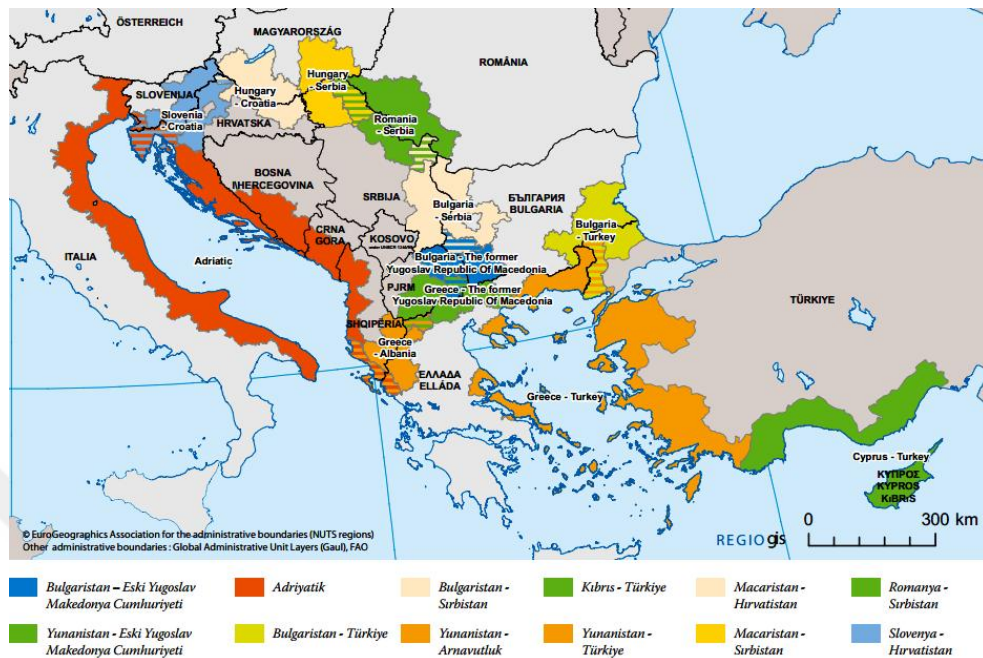 ÖSTERREICH
MAGYARORSZÁG
ROMÂNIA
SLOVENIJA
Hungary
- Serbia
Hungary
- Croatia
Slovenia
- Croatia
HRVATSKA
Romania
- Serbia
BOSNA
I HERCEGOVINA
SRBIJA
БЪЛГАРИЯ
BULGARIA
Bulgaria
- Serbia
CRNA
GORA
KOSOVO
Bulgaria
- Turkey
ITALIA
Adriatic
Bulgaria - The former
Yugoslav Republic Of Macedonia
PJRM
Greece - The former
Yugoslav Republic Of Macedonia
TÜRKIYE
SHQIPËRIA
Greece
- Albania
ΕΛΛΑΔΑ
ELLÁDA
Greece - Turkey
Cyprus - Turkey
ΚΥΠΡΟΣ
KYPROS
KıBRıS
© EuroGeographics Association for the administrative boundaries (NUTS regions)
Other administrative boundaries : Global Administrative Unit Layers (Gaul), FAO
REGIOgis
0 300 km
Bulgaristan – Eski Yugoslav
Makedonya Cumhuriyeti
Adriyatik
Bulgaristan -
Sırbistan
Kıbrıs - Türkiye
Macaristan -
Hırvatistan
Romanya -
Sırbistan
Yunanistan - Eski Yugoslav
Makedonya Cumhuriyeti
Bulgaristan - Türkiye
Yunanistan -
Arnavutluk
Yunanistan -
Türkiye
Macaristan -
Sırbistan
Slovenya -
Hırvatistan